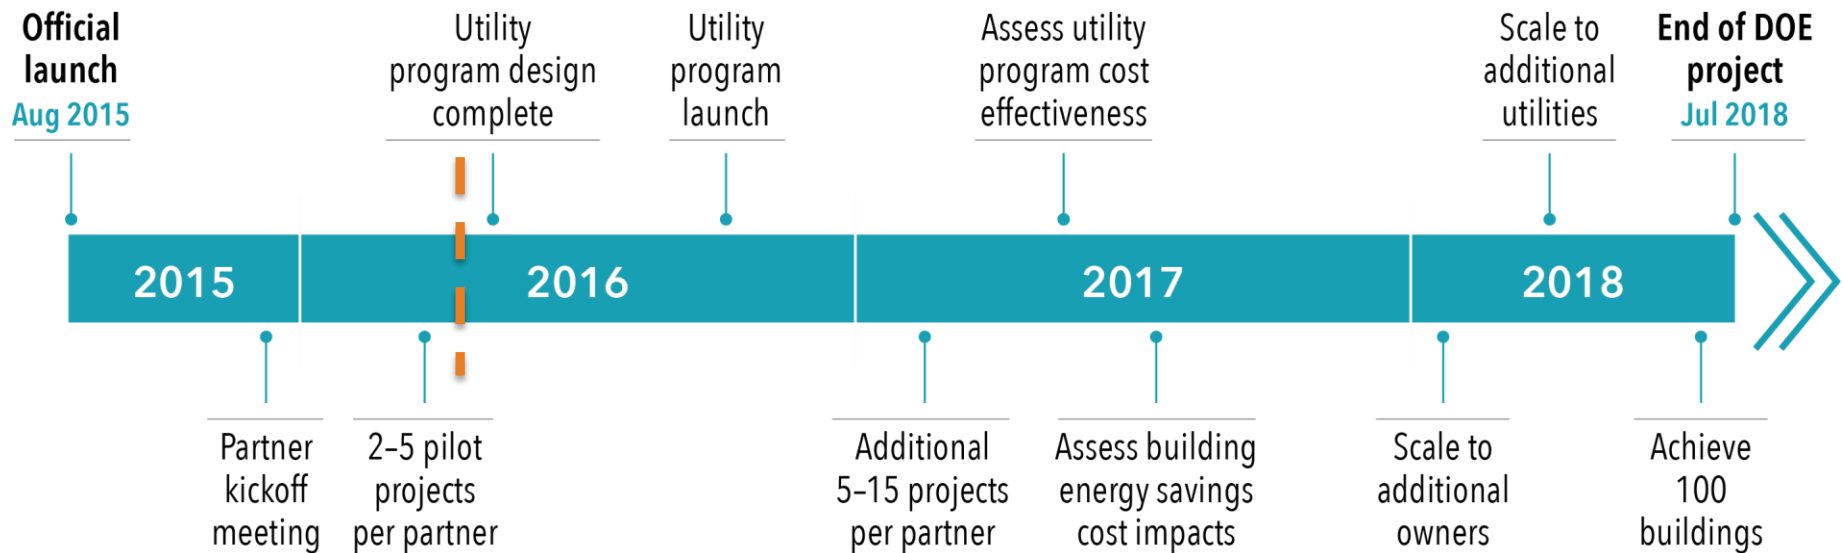 Official
launch
Aug 2015
Utility
program design
complete
Utility
program
launch
Assess utility
program cost
effectiveness
Scale to
additional
utilities
End of DOE
project
Jul 2018
2015
2016
2017
2018
Partner
kickoff
meeting
2–5 pilot
projects
per partner
Additional
5–15 projects
per partner
Assess building
energy savings
cost impacts
Scale to
additional
owners
Achieve
100
buildings